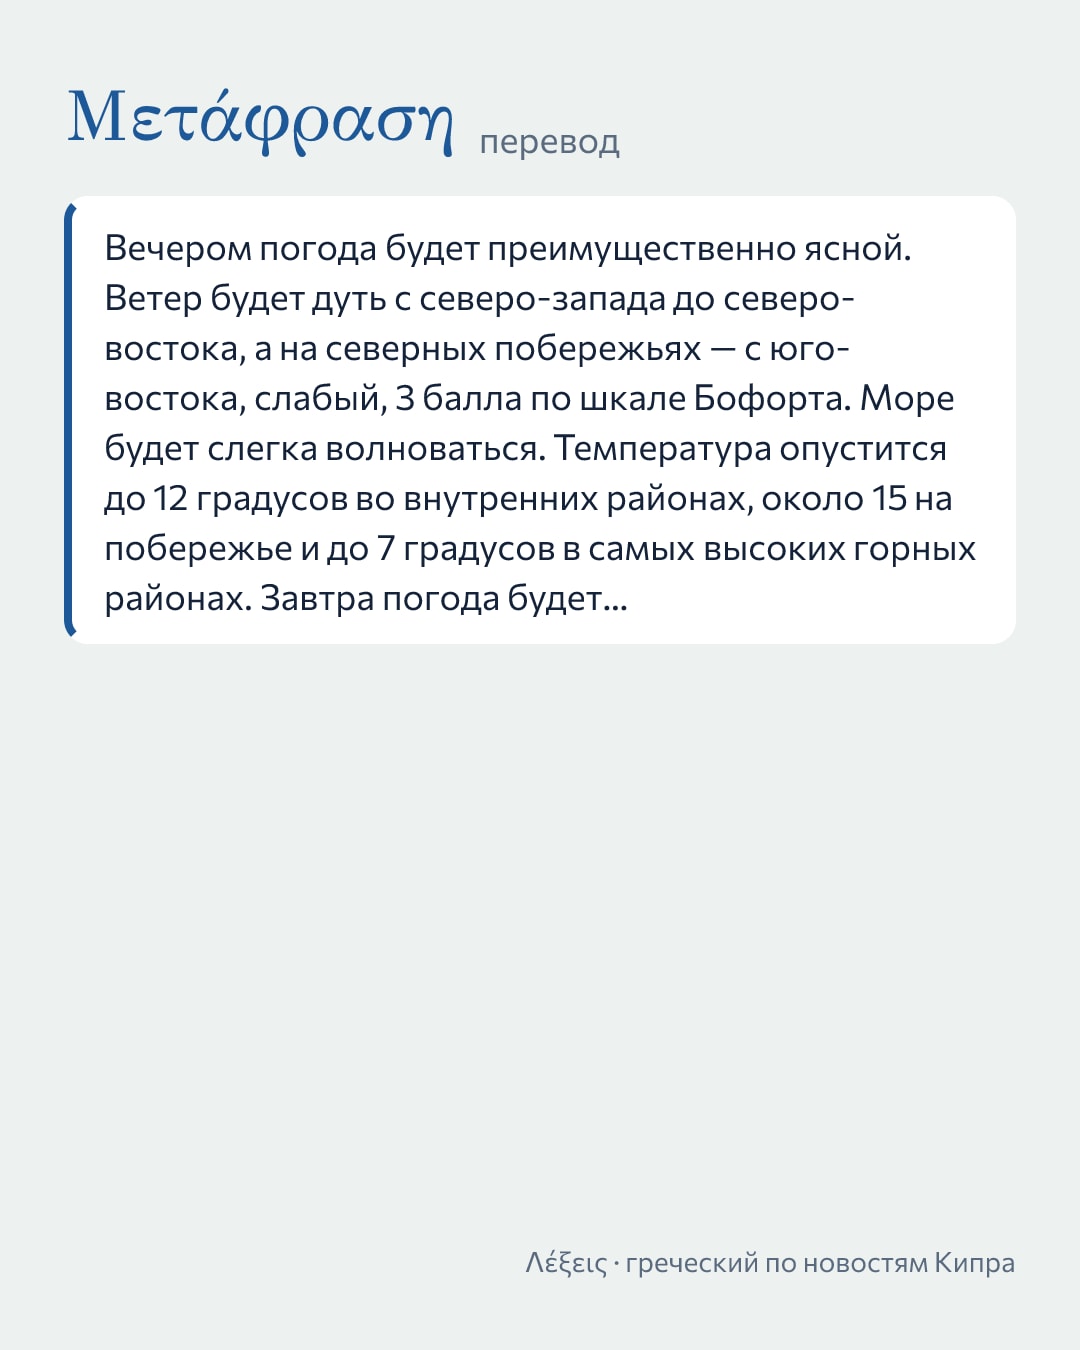 Μετάφραση перевод
Вечером погода будет преимущественно ясной.
Ветер будет дуть с северо-запада до северо-
востока, а на северных побережьях — с юго-
востока, слабый, 3 балла по шкале Бофорта. Море
будет слегка волноваться. Температура опустится
до 12 градусов во внутренних районах, около 15 на
побережье и до 7 градусов в самых высоких горных
районах. Завтра погода будет...
Λέξεις · греческий по новостям Кипра